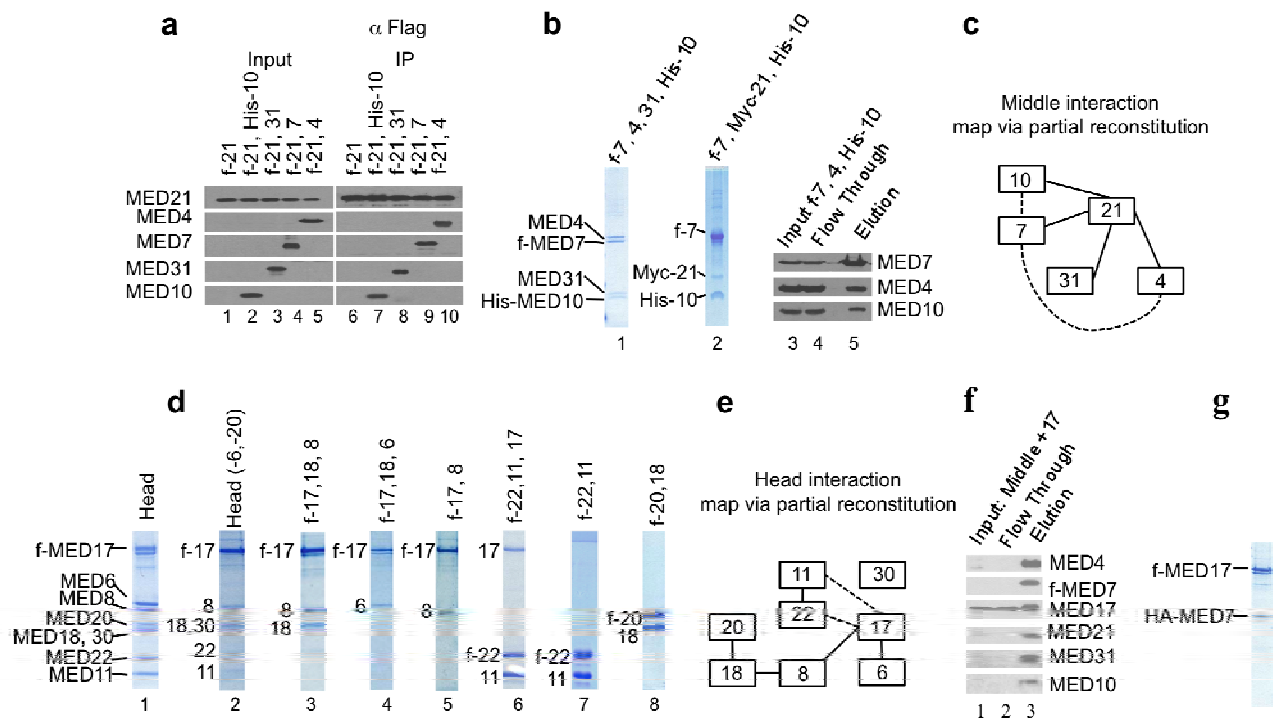 a
α Flag
Input
IP
f-21
f-21, His-10
f-21, 31
f-21, 7
f-21, 4
f-21
f-21, His-10
f-21, 31
f-21, 7
f-21, 4
MED21
MED4
MED7
MED31
MED10
1 2 3 4 5 6 7 8 9 10
b
f-7, 4, 31, His-10
f-7, Myc-21, His-10
MED4
f-MED7
MED31
His-MED10
f-7
Myc-21
His-10
Input f-7, 4, His-10
Flow Through
Elution
MED7
MED4
MED10
1 2 3 4 5
c
Middle interaction
map via partial reconstitution
10
21
7
31
4
d
Head
Head (-6,-20)
f-17,18, 8
f-17,18, 6
f-17, 8
f-22,11, 17
f-22,11
f-20,18
f-MED17
MED6
MED8
MED20
MED18, 30
MED22
MED11
f-17
8
18,30
22
11
f-17
8
18
f-17
6
f-17
8
17
f-22
11
f-22
11
f-20
18
1 2 3 4 5 6 7 8
e
Head interaction
map via partial reconstitution
11
30
22
20
17
18
8
6
f
Input: Middle +17
Flow Through
Elution
MED4
f-MED7
MED17
MED21
MED31
MED10
1 2 3
g
f-MED17
HA-MED7